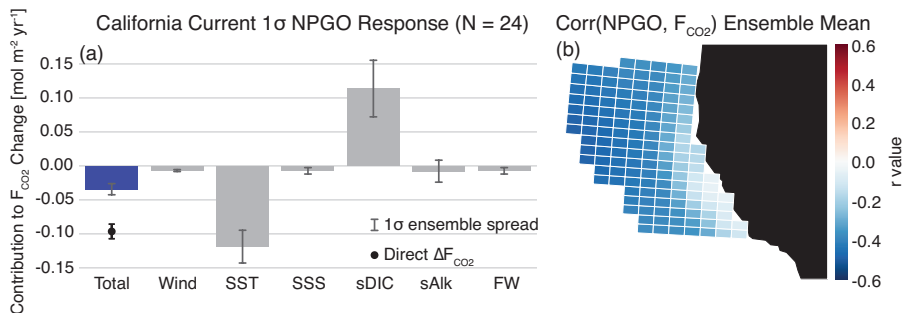 California Current 1σ NPGO Response (N = 24)
Contribution to F_CO2 Change [mol m⁻² yr⁻¹]
(a)
0.15
0.10
0.05
0.00
-0.05
-0.10
-0.15
1σ ensemble spread
Direct ΔF_CO2
Total Wind SST SSS sDIC sAlk FW
Corr(NPGO, F_CO2) Ensemble Mean
(b)
0.6
0.4
0.2
0.0
-0.2
-0.4
-0.6
r value